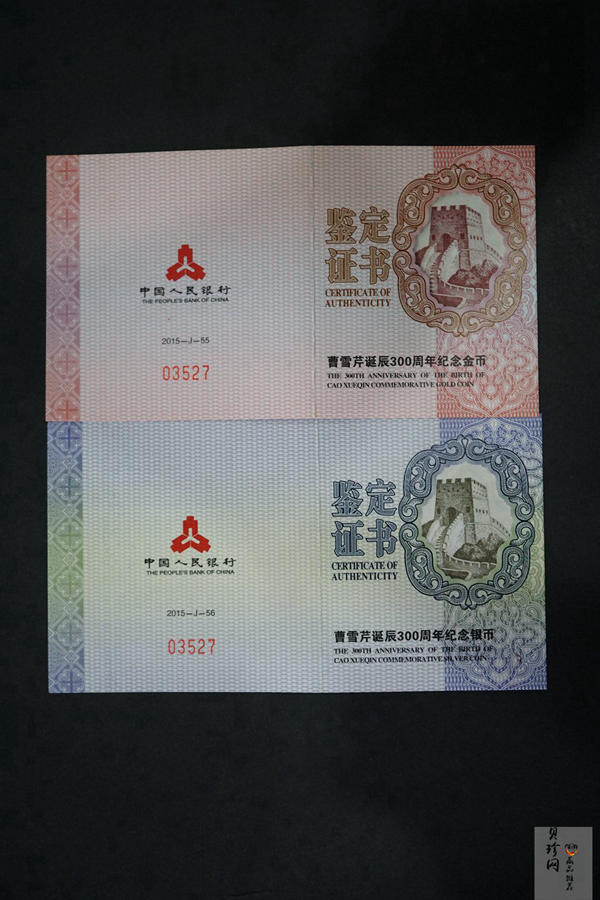 中国人民银行
THE PEOPLE'S BANK OF CHINA
2015-J-55
03527
鉴定
证书
CERTIFICATE OF
AUTHENTICITY
曹雪芹诞辰300周年纪念金币
THE 300TH ANNIVERSARY OF THE BIRTH OF
CAO XUEQIN COMMEMORATIVE GOLD COIN
中国人民银行
THE PEOPLE'S BANK OF CHINA
2015-J-56
03527
鉴定
证书
CERTIFICATE OF
AUTHENTICITY
曹雪芹诞辰300周年纪念银币
THE 300TH ANNIVERSARY OF THE BIRTH OF
CAO XUEQIN COMMEMORATIVE SILVER COIN
贝珍网
藏品推荐